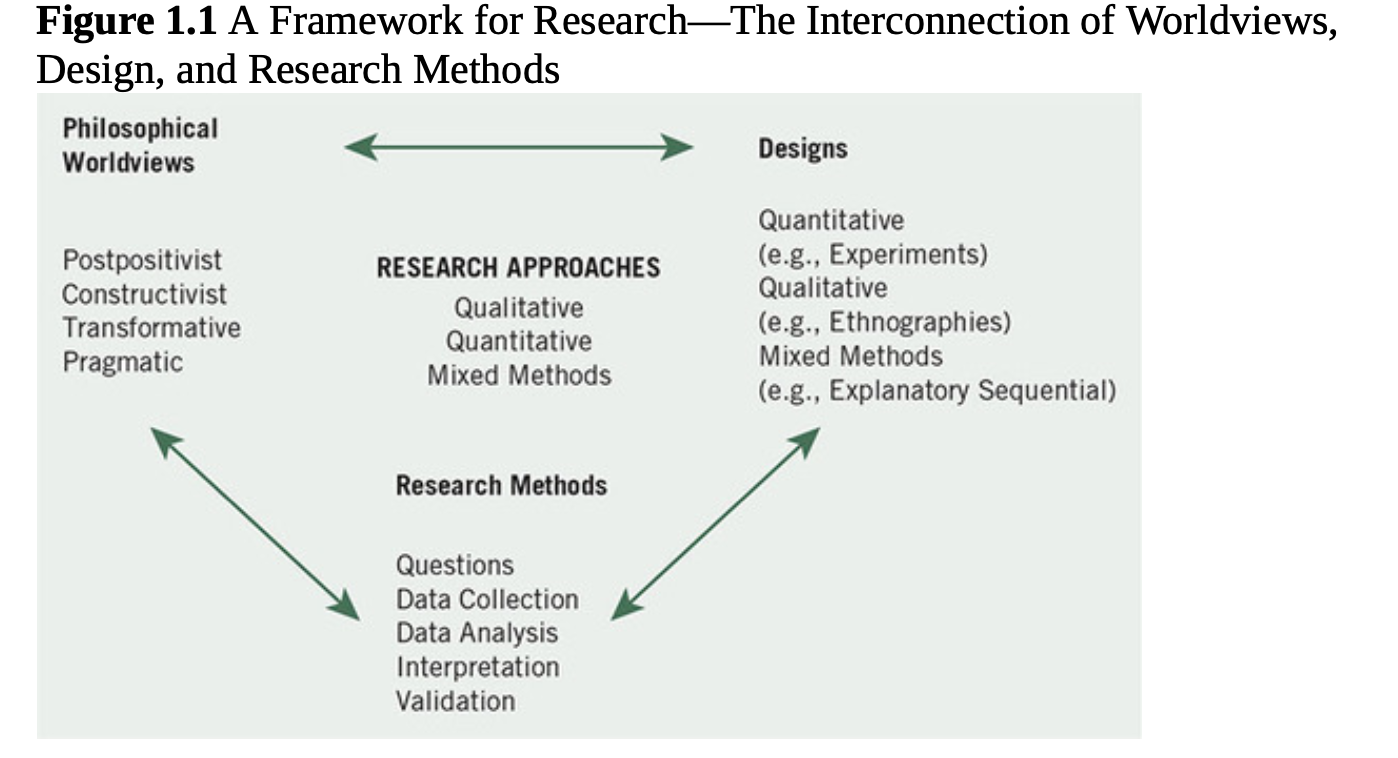 Figure 1.1 A Framework for Research—The Interconnection of Worldviews,
Design, and Research Methods
Philosophical
Worldviews
Postpositivist
Constructivist
Transformative
Pragmatic
RESEARCH APPROACHES
Qualitative
Quantitative
Mixed Methods
Designs
Quantitative
(e.g., Experiments)
Qualitative
(e.g., Ethnographies)
Mixed Methods
(e.g., Explanatory Sequential)
Research Methods
Questions
Data Collection
Data Analysis
Interpretation
Validation